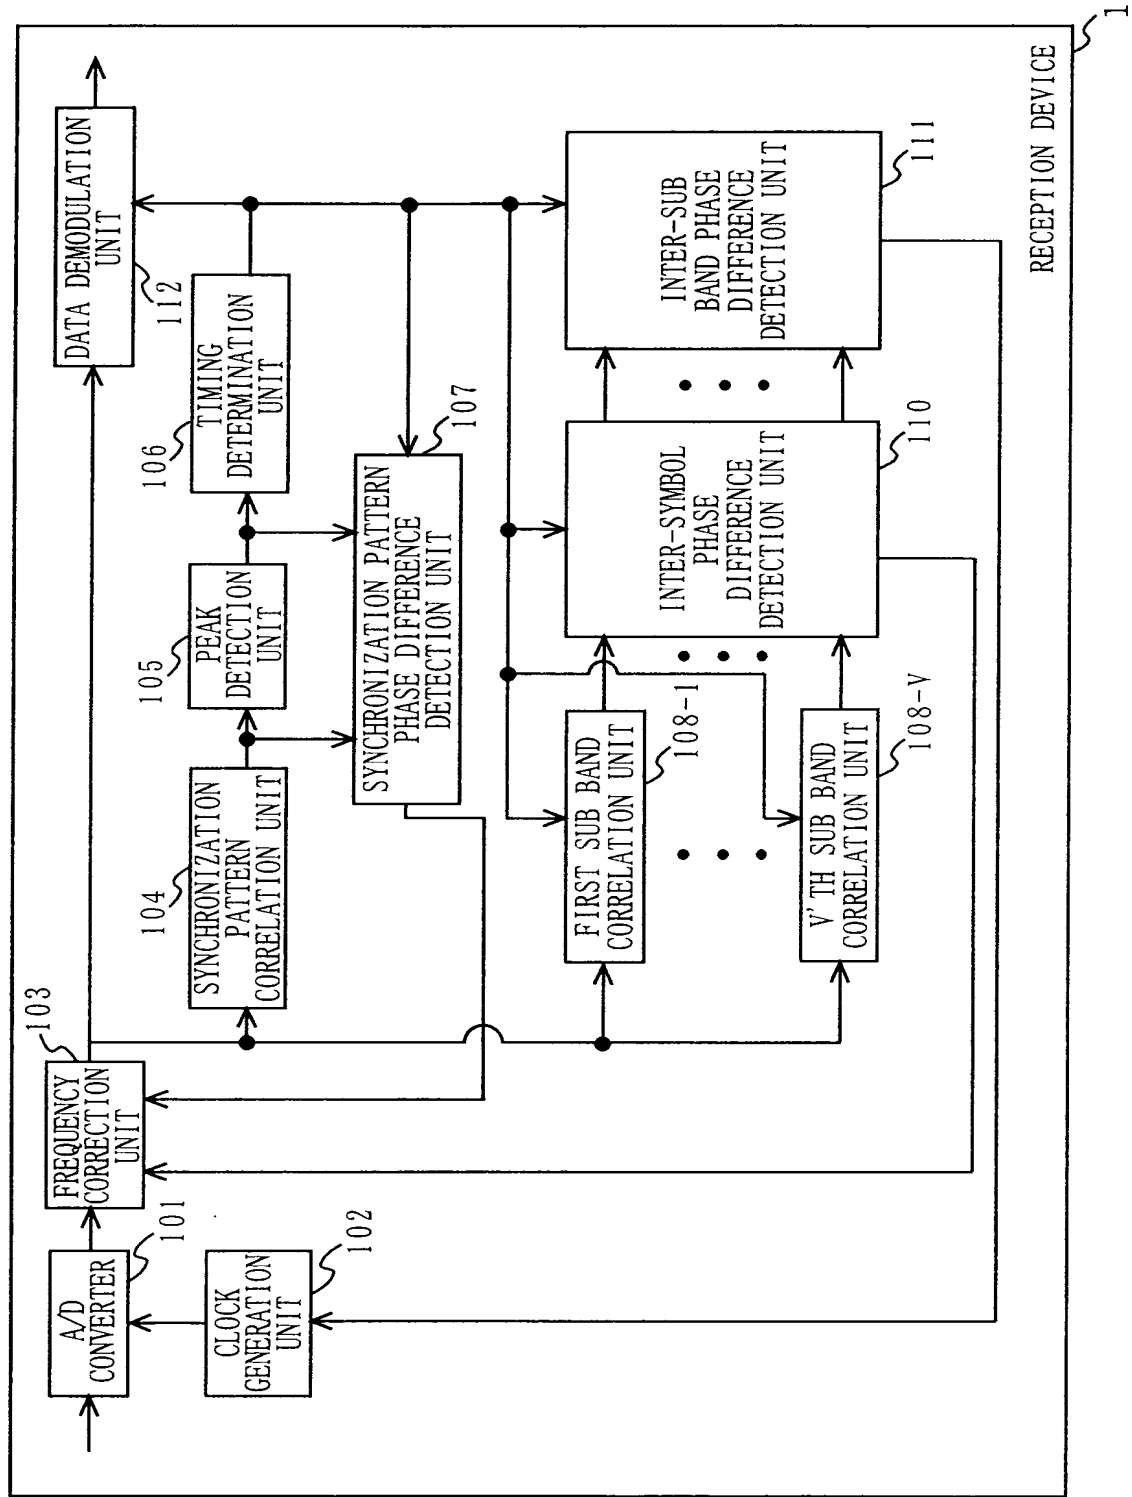 1
RECEPTION DEVICE
A/D
CONVERTER
101
CLOCK
GENERATION
UNIT
102
FREQUENCY
CORRECTION
UNIT
103
SYNCHRONIZATION
PATTERN
CORRELATION UNIT
104
PEAK
DETECTION
UNIT
105
TIMING
DETERMINATION
UNIT
106
DATA DEMODULATION
UNIT
112
SYNCHRONIZATION PATTERN
PHASE DIFFERENCE
DETECTION UNIT
107
FIRST SUB BAND
CORRELATION UNIT
108-1
V'TH SUB BAND
CORRELATION UNIT
108-V
INTER-SYMBOL
PHASE
DIFFERENCE
DETECTION UNIT
110
INTER-SUB
BAND PHASE
DIFFERENCE
DETECTION UNIT
111